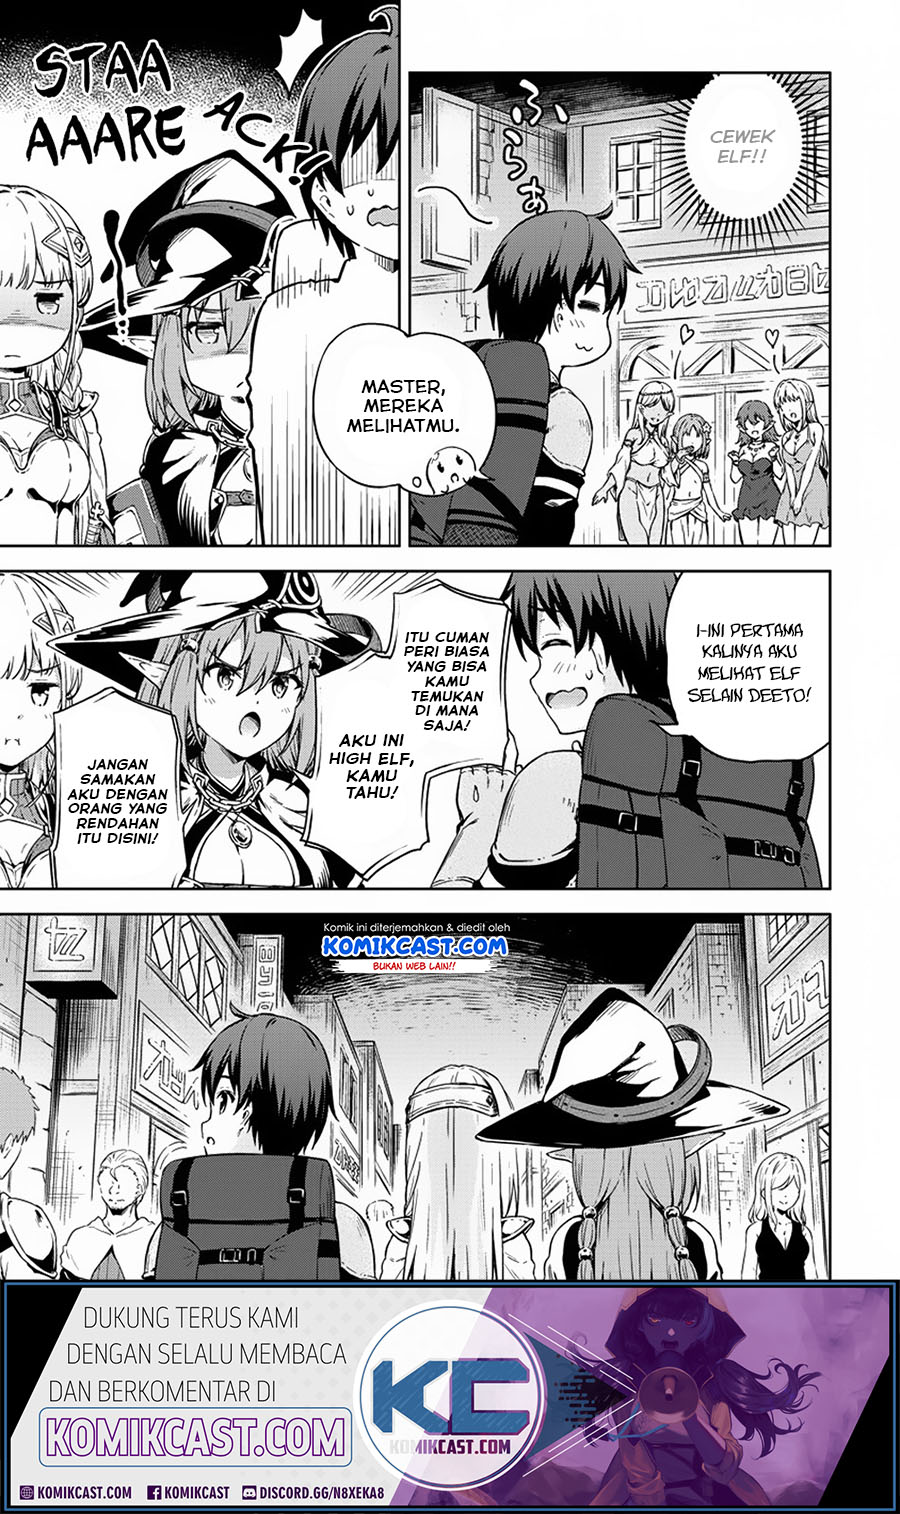 CEWEK
ELF!!
ふらぁ
MASTER,
MEREKA
MELIHATMU.
ACK!!
STAA
AAARE
I-INI PERTAMA
KALINYA AKU
MELIHAT ELF
SELAIN DEETO!
ITU CUMAN
PERI BIASA
YANG BISA
KAMU
TEMUKAN
DI MANA
SAJA!
AKU INI
HIGH ELF,
KAMU
TAHU!
JANGAN
SAMAKAN
AKU DENGAN
ORANG YANG
RENDAHAN
ITU DISINI!
Komik ini diterjemahkan & diedit oleh
KOMIKCAST.COM
BUKAN WEB LAIN!!
DUKUNG TERUS KAMI
DENGAN SELALU MEMBACA
DAN BERKOMENTAR DI
KOMIKCAST.COM
KC
KOMIKCAST.COM
KOMIKCAST.COM KOMIKCAST DISCORD.GG/N8XEKA8